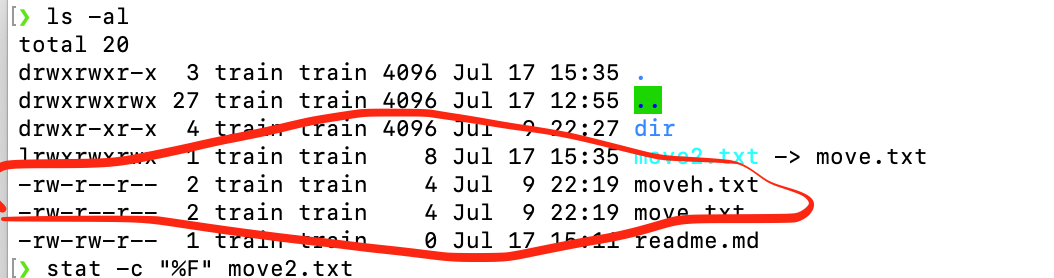 [❯ ls -al
total 20
drwxrwxr-x  3 train train 4096 Jul 17 15:35 .
drwxrwxrwx 27 train train 4096 Jul 17 12:55 ..
drwxr-xr-x  4 train train 4096 Jul  9 22:27 dir
lrwxrwxrwx  1 train train    8 Jul 17 15:35 move2.txt -> move.txt
-rw-r--r--  2 train train    4 Jul  9 22:19 moveh.txt
-rw-r--r--  2 train train    4 Jul  9 22:19 move.txt
-rw-rw-r--  1 train train    0 Jul 17 15:11 readme.md
[❯ stat -c "%F" move2.txt